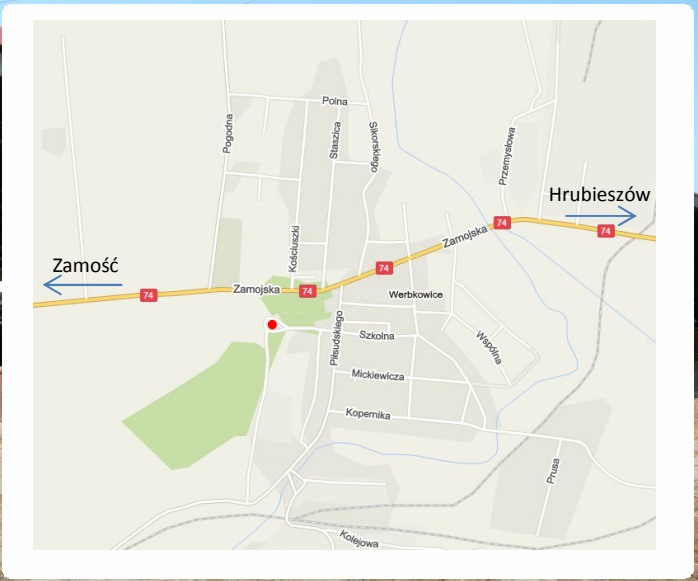 Polna
Pogodna
Staszica
Sikorskiego
Przemysłowa
Hrubieszów
Kościuszki
74
Zamojska
74
74
Zamość
74
Zamojska
74
Werbkowice
Piłsudskiego
Szkolna
Wspólna
Mickiewicza
Kopernika
Prusa
Kolejowa